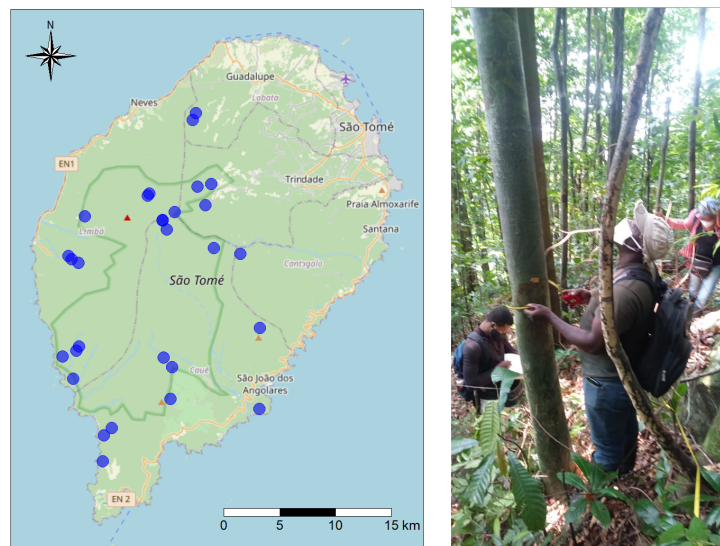 N
Guadalupe
Neves
Lobata
São Tomé
EN1
Trindade
Praia Almoxarife
Lembá
Santana
Cantagalo
São Tomé
Caué
São João dos
Angolares
EN 2
0 5 10 15 km